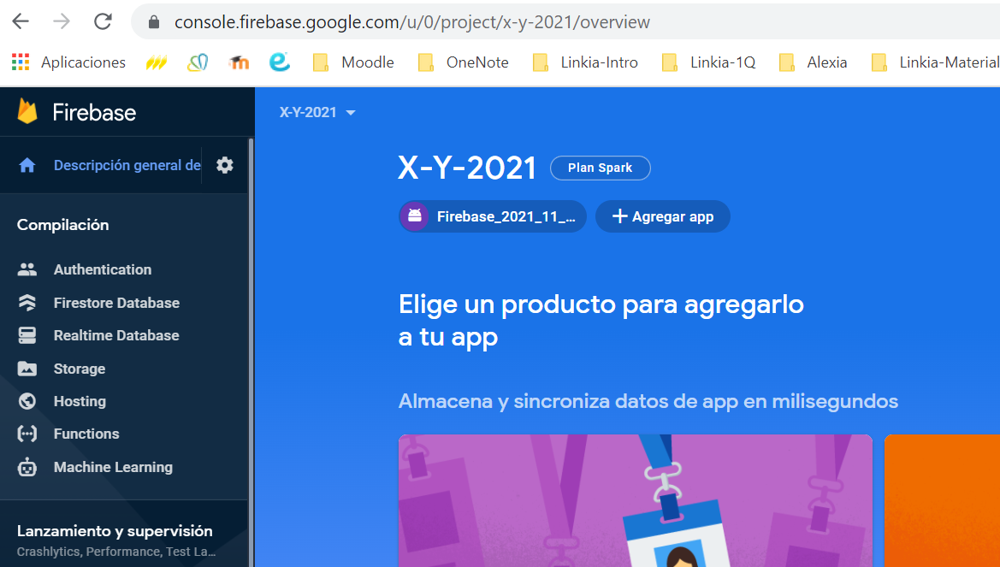 console.firebase.google.com/u/0/project/x-y-2021/overview
Aplicaciones Moodle OneNote Linkia-Intro Linkia-1Q Alexia Linkia-Material
Firebase
X-Y-2021
Descripción general de
X-Y-2021 Plan Spark
Firebase_2021_11_... + Agregar app
Compilación
Authentication
Firestore Database
Realtime Database
Storage
Hosting
Functions
Machine Learning
Lanzamiento y supervisión
Crashlytics, Performance, Test La...
Elige un producto para agregarlo
a tu app
Almacena y sincroniza datos de app en milisegundos